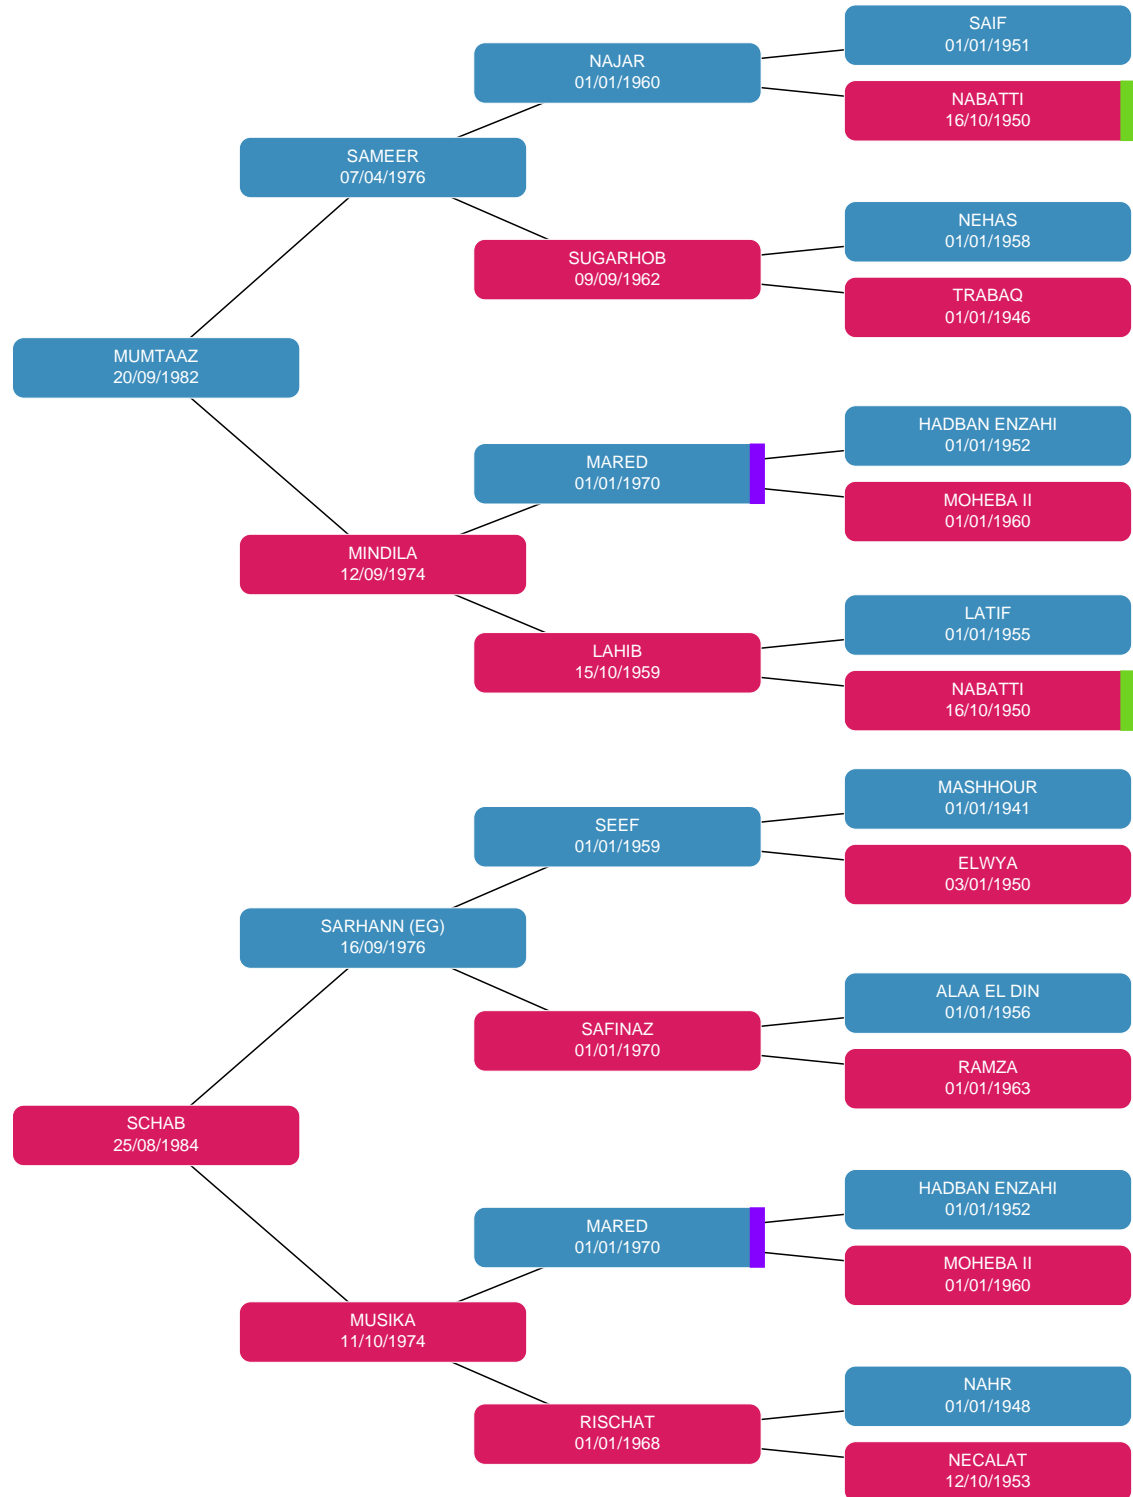 SAIF
01/01/1951
NAJAR
01/01/1960
NABATTI
16/10/1950
SAMEER
07/04/1976
NEHAS
01/01/1958
SUGARHOB
09/09/1962
TRABAQ
01/01/1946
MUMTAAZ
20/09/1982
HADBAN ENZAHI
01/01/1952
MARED
01/01/1970
MOHEBA II
01/01/1960
MINDILA
12/09/1974
LATIF
01/01/1955
LAHIB
15/10/1959
NABATTI
16/10/1950
MASHHOUR
01/01/1941
SEEF
01/01/1959
ELWYA
03/01/1950
SARHANN (EG)
16/09/1976
ALAA EL DIN
01/01/1956
SAFINAZ
01/01/1970
RAMZA
01/01/1963
SCHAB
25/08/1984
HADBAN ENZAHI
01/01/1952
MARED
01/01/1970
MOHEBA II
01/01/1960
MUSIKA
11/10/1974
NAHR
01/01/1948
RISCHAT
01/01/1968
NECALAT
12/10/1953